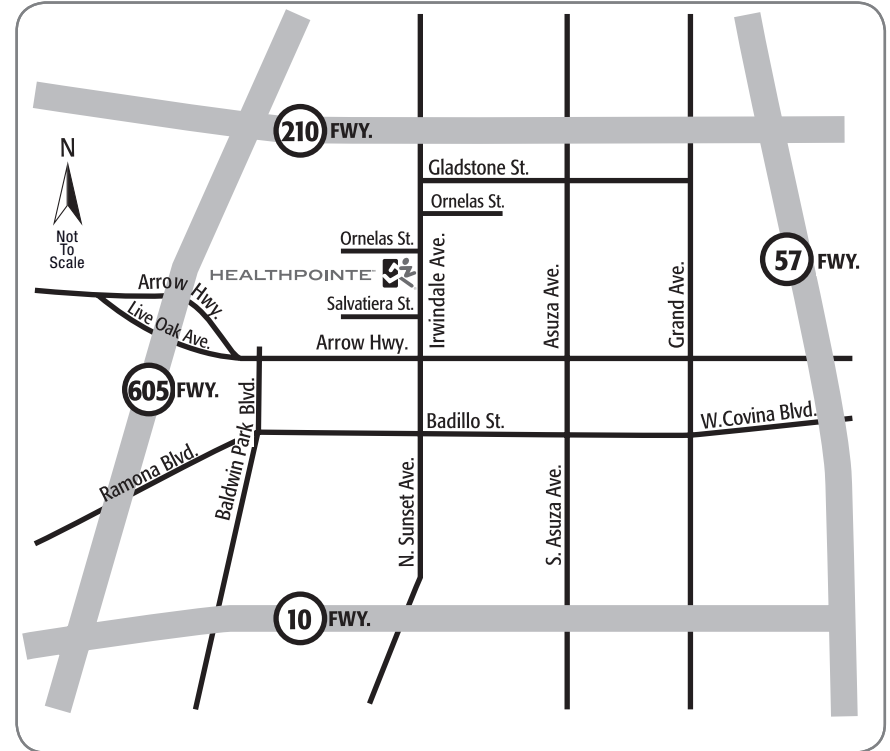 210 FWY.
N
Not
To
Scale
Gladstone St.
Ornelas St.
Ornelas St.
HEALTHPOINTE™
Irwindale Ave.
Asuza Ave.
Grand Ave.
57 FWY.
Arrow Hwy.
Live Oak Ave.
Salvatiera St.
Arrow Hwy.
605 FWY.
Baldwin Park Blvd.
Badillo St.
W.Covina Blvd.
Ramona Blvd.
N. Sunset Ave.
S. Asuza Ave.
10 FWY.